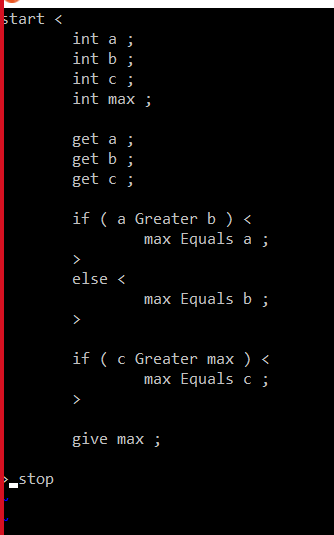 start <
int a ;
int b ;
int c ;
int max ;
get a ;
get b ;
get c ;
if ( a Greater b ) <
max Equals a ;
>
else <
max Equals b ;
>
if ( c Greater max ) <
max Equals c ;
>
give max ;
> stop
~
~